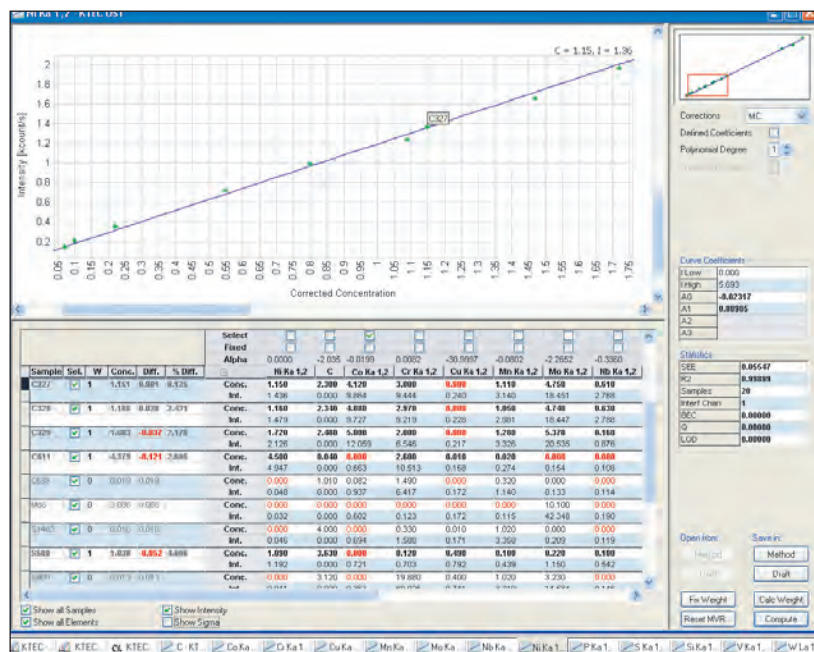 Ni Ka 1,2 - KTEC UST
C = 1.15, I = 1.36
C327
Intensity [kcount/s]
2
1.8
1.6
1.4
1.2
1
0.8
0.6
0.4
0.2
0.05 0.1 0.15 0.2 0.25 0.3 0.35 0.4 0.45 0.5 0.55 0.6 0.65 0.7 0.75 0.8 0.85 0.9 0.95 1 1.05 1.1 1.15 1.2 1.25 1.3 1.35 1.4 1.45 1.5 1.55 1.6 1.65 1.7 1.75
Corrected Concentration
Corrections MC
Defined Coefficients
Polynomial Degree 1
Curve Coefficients
I Low 0.000
I High 5.693
A0 -0.02317
A1 0.00905
A2
A3
Statistics
SEE 0.05547
R2 0.99899
Samples 20
Interf Chan 1
BEC 0.00000
Q 0.00000
LOD 0.00000
Select
Fixed
Alpha 0.0000 -2.035 -0.0199 0.0082 -30.9997 -0.0802 -2.2652 -0.3360
Sample Sel. W Conc. Diff. % Diff. Ni Ka 1,2 C Co Ka 1,2 Cr Ka 1,2 Cu Ka 1,2 Mn Ka 1,2 Mo Ka 1,2 Nb Ka 1,2
C327 1 1.151 0.001 0.125 Conc. 1.150 2.300 4.120 3.000 1.110 4.750 0.610
Int. 1.436 0.000 9.864 9.444 0.240 3.140 18.451 2.788
C328 1 Conc. 1.160 2.340 4.080 2.970 1.050 4.740 0.630
Int. 1.479 0.000 9.727 9.219 0.228 2.981 18.447 2.788
C329 1 1.683 -0.037 Conc. 1.720 2.400 5.000 2.000 1.200 5.370 0.160
Int. 2.126 0.000 12.059 6.546 0.217 3.326 20.535 0.876
C611 1 4.379 -0.121 Conc. 4.500 0.040 0.000 2.600 0.010 0.020 0.000 0.000
Int. 4.947 0.000 0.663 10.513 0.168 0.274 0.154 0.108
0 Conc. 0.000 1.010 0.082 1.490 0.000 0.320 0.000 0.000
Int. 0.048 0.000 0.937 6.417 0.172 1.140 0.133 0.114
0 Conc. 0.000 0.000 0.000 0.000 0.000 0.000 10.100 0.000
Int. 0.032 0.000 0.602 0.123 0.172 0.115 42.348 0.190
0 Conc. 0.000 4.000 0.000 0.330 0.010 1.020 0.000 0.000
Int. 0.046 0.000 0.694 1.500 0.171 3.350 0.209 0.119
1 1.038 -0.052 Conc. 1.090 3.630 0.000 0.120 0.490 0.100 0.220 0.100
Int. 1.192 0.000 0.721 0.703 0.792 0.439 1.150 0.542
0 Conc. 0.000 3.120 0.000 19.880 0.400 1.020 3.230 0.000
Show all Samples Show Intensity
Show all Elements Show Sigma
Open from: Save in:
Method Method
Draft Draft
Fix Weight Calc Weight
Reset MVR Compute
KTEC- KTEC. KTEC. C - KT Co Ka Cr Ka 1 Cu Ka Mn Ka Mo Ka Nb Ka Ni Ka 1 P Ka 1 S Ka 1 Si Ka 1 V Ka 1 W La 1